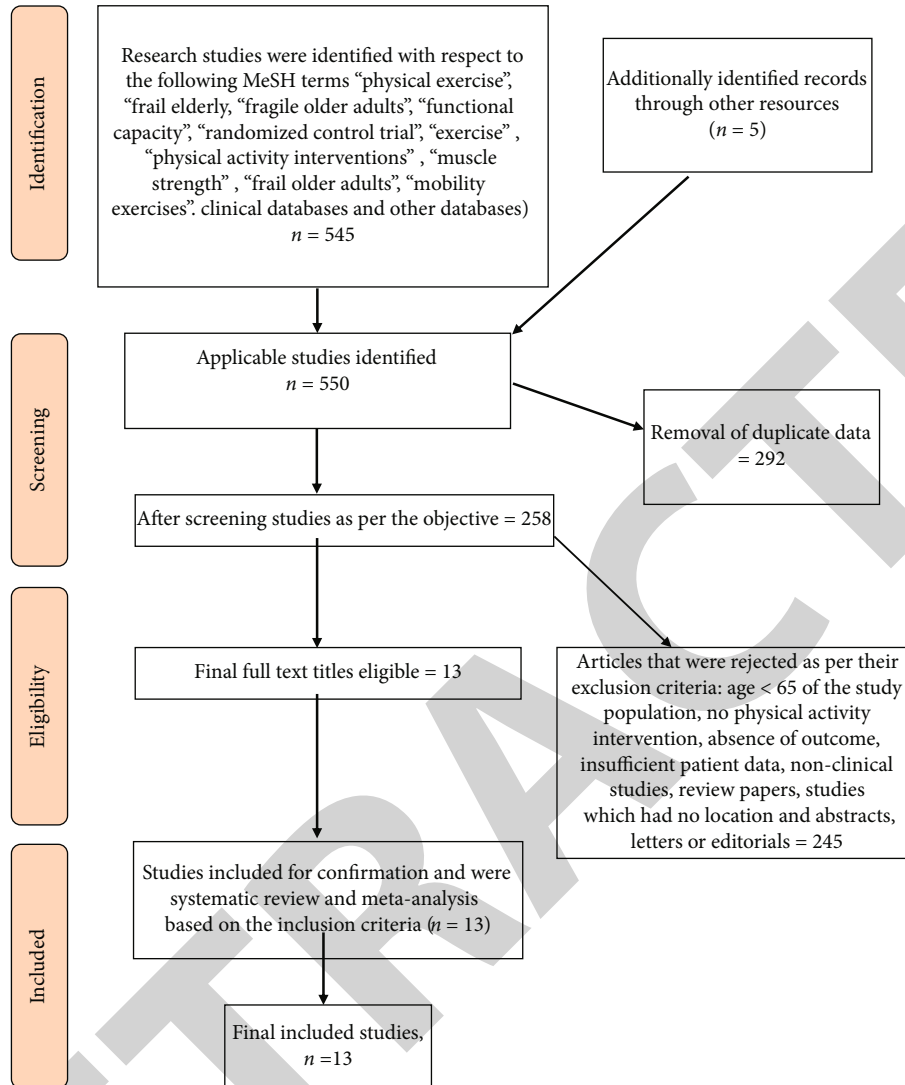 Identification
Research studies were identified with respect to
the following MeSH terms “physical exercise”,
“frail elderly, “fragile older adults”, “functional
capacity”, “randomized control trial”, “exercise” ,
“physical activity interventions” , “muscle
strength” , “frail older adults”, “mobility
exercises”. clinical databases and other databases)
n = 545
Additionally identified records
through other resources
(n = 5)
Screening
Applicable studies identified
n = 550
Removal of duplicate data
= 292
After screening studies as per the objective = 258
Eligibility
Final full text titles eligible = 13
Articles that were rejected as per their
exclusion criteria: age < 65 of the study
population, no physical activity
intervention, absence of outcome,
insufficient patient data, non-clinical
studies, review papers, studies
which had no location and abstracts,
letters or editorials = 245
Included
Studies included for confirmation and were
systematic review and meta-analysis
based on the inclusion criteria (n = 13)
Final included studies,
n =13
TRACTE